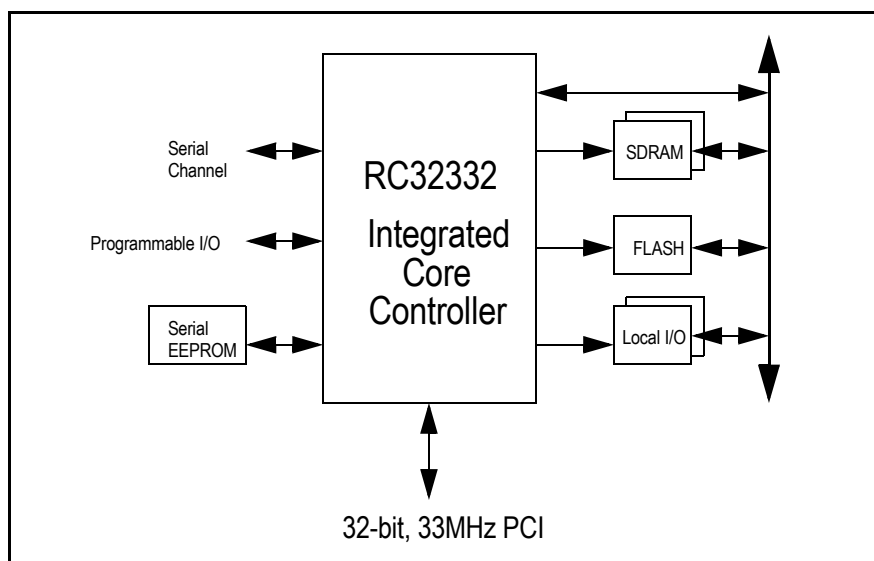 Serial
Channel
Programmable I/O
Serial
EEPROM
RC32332
Integrated
Core
Controller
SDRAM
FLASH
Local I/O
32-bit, 33MHz PCI